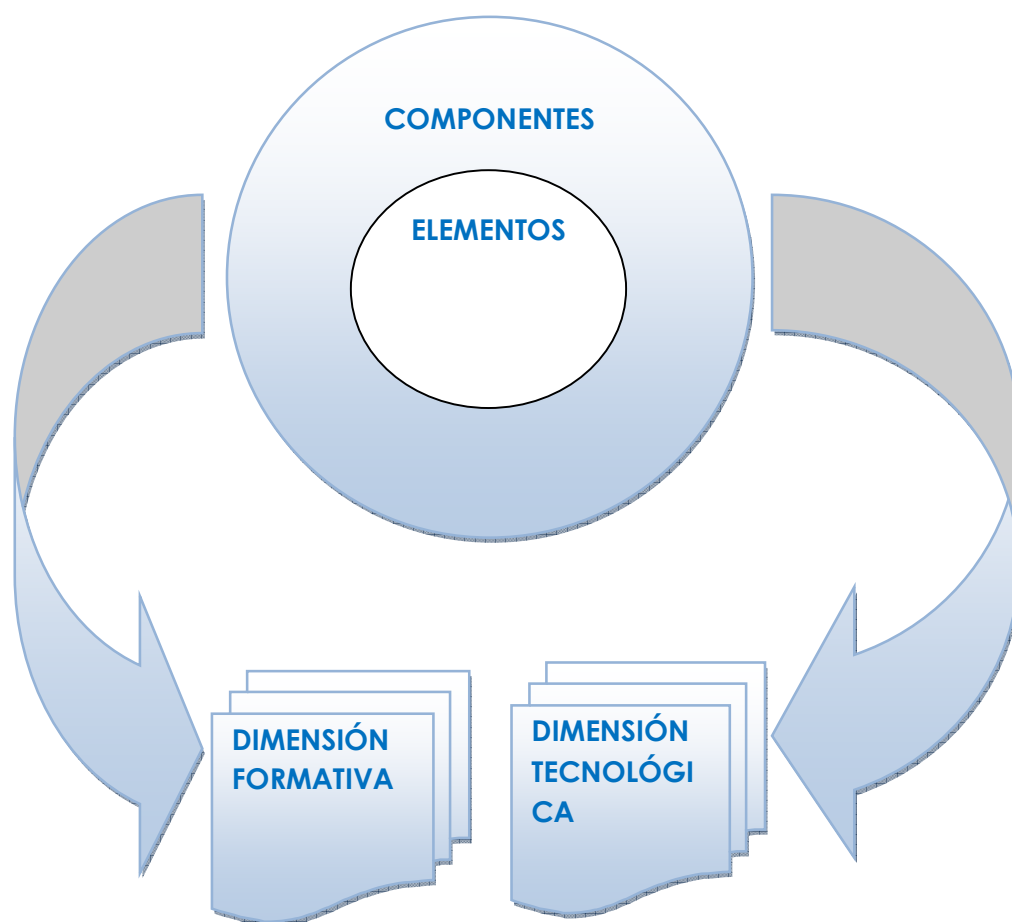 COMPONENTES
ELEMENTOS
DIMENSIÓN
FORMATIVA
DIMENSIÓN
TECNOLÓGI
CA